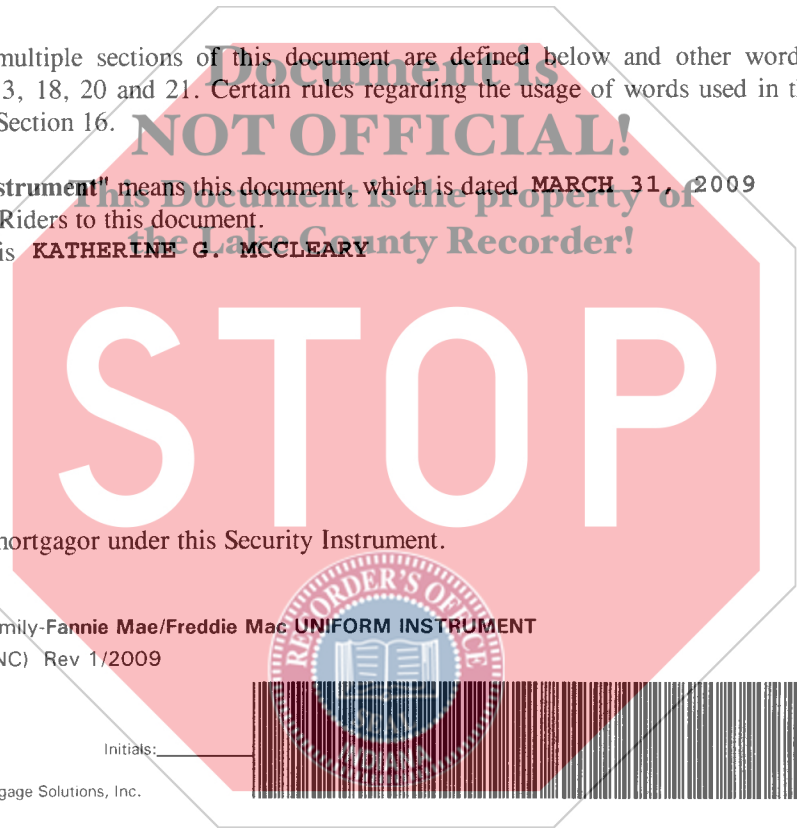 multiple sections of this document are defined below and other word
Document is
3, 18, 20 and 21. Certain rules regarding the usage of words used in t
Section 16.
NOT OFFICIAL!
strument" means this document, which is dated MARCH 31, 2009
This Document is the property of
Riders to this document.
is KATHERINE G. MCCLEARY
the Lake County Recorder!
STOP
mortgagor under this Security Instrument.
mily-Fannie Mae/Freddie Mac UNIFORM INSTRUMENT
NC) Rev 1/2009
RECORDER'S OFFICE
SEAL
INDIANA
Initials:
gage Solutions, Inc.